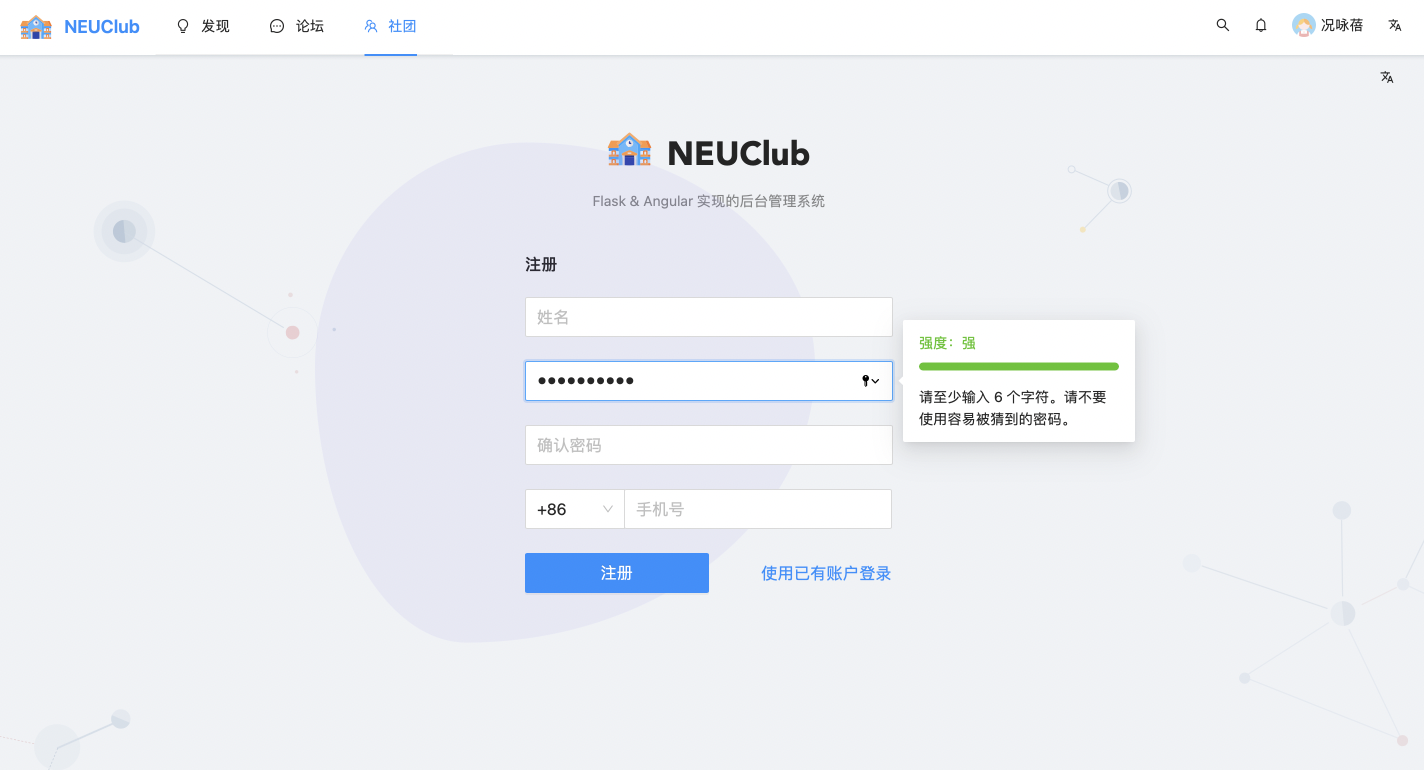 NEUClub
发现
论坛
社团
况咏蓓
NEUClub
Flask & Angular 实现的后台管理系统
注册
姓名
●●●●●●●●●●
强度：强
请至少输入 6 个字符。请不要
使用容易被猜到的密码。
确认密码
+86
手机号
注册
使用已有账户登录